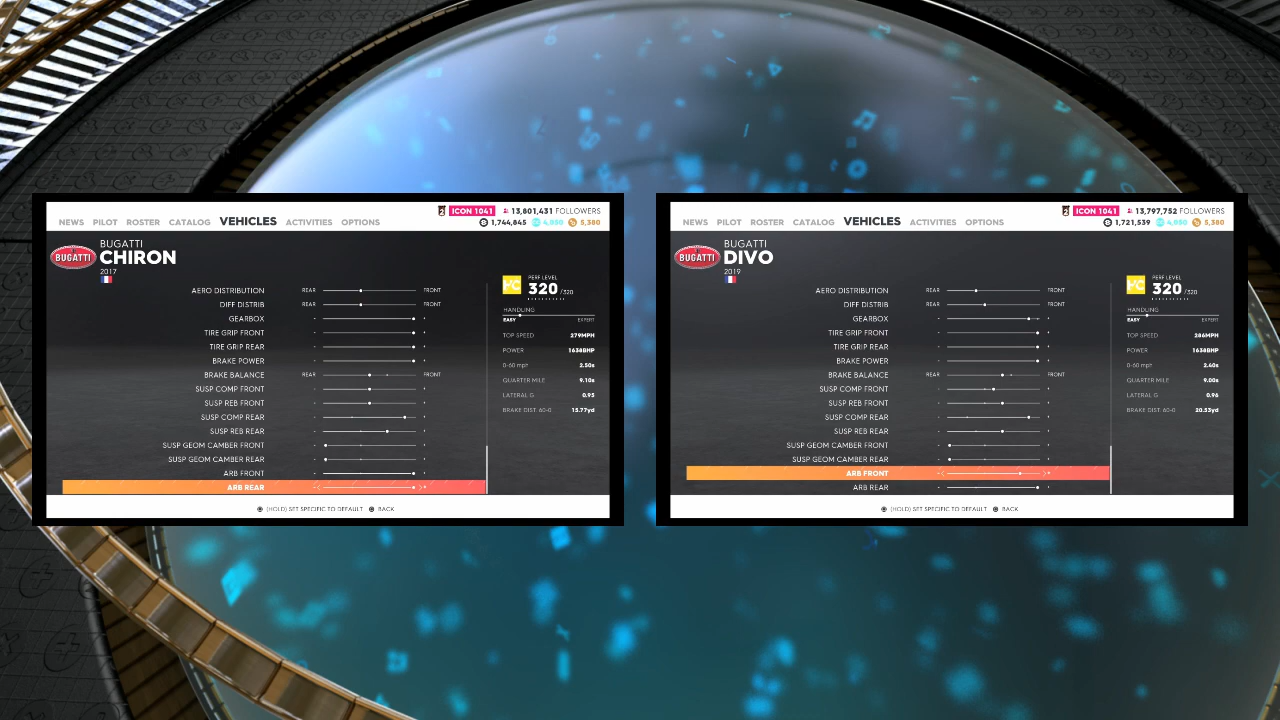 ICON 1041 13,801,431 FOLLOWERS
NEWS PILOT ROSTER CATALOG VEHICLES ACTIVITIES OPTIONS 1,744,845 4,950 5,380
BUGATTI
BUGATTI
CHIRON
2017
PERF LEVEL
320 /320
HANDLING
EASY EXPERT
TOP SPEED 279MPH
POWER 1638BHP
0-60 mph 2.50s
QUARTER MILE 9.10s
LATERAL G 0.95
BRAKE DIST. 60-0 15.77yd
AERO DISTRIBUTION REAR FRONT
DIFF DISTRIB REAR FRONT
GEARBOX - +
TIRE GRIP FRONT - +
TIRE GRIP REAR - +
BRAKE POWER - +
BRAKE BALANCE REAR FRONT
SUSP COMP FRONT - +
SUSP REB FRONT - +
SUSP COMP REAR - +
SUSP REB REAR - +
SUSP GEOM CAMBER FRONT - +
SUSP GEOM CAMBER REAR - +
ARB FRONT - +
ARB REAR - +
(HOLD) SET SPECIFIC TO DEFAULT BACK
ICON 1041 13,797,752 FOLLOWERS
NEWS PILOT ROSTER CATALOG VEHICLES ACTIVITIES OPTIONS 1,721,539 4,950 5,380
BUGATTI
BUGATTI
DIVO
2019
PERF LEVEL
320 /320
HANDLING
EASY EXPERT
TOP SPEED 286MPH
POWER 1638BHP
0-60 mph 2.40s
QUARTER MILE 9.00s
LATERAL G 0.96
BRAKE DIST. 60-0 20.53yd
AERO DISTRIBUTION REAR FRONT
DIFF DISTRIB REAR FRONT
GEARBOX - +
TIRE GRIP FRONT - +
TIRE GRIP REAR - +
BRAKE POWER - +
BRAKE BALANCE REAR FRONT
SUSP COMP FRONT - +
SUSP REB FRONT - +
SUSP COMP REAR - +
SUSP REB REAR - +
SUSP GEOM CAMBER FRONT - +
SUSP GEOM CAMBER REAR - +
ARB FRONT - +
ARB REAR - +
(HOLD) SET SPECIFIC TO DEFAULT BACK